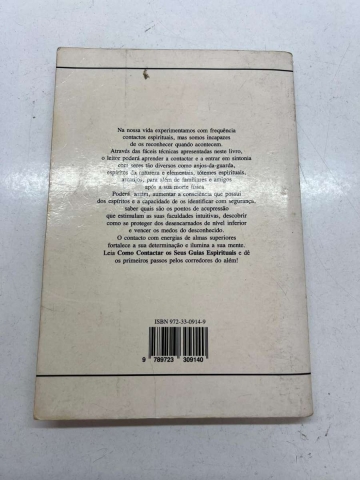 Na nossa vida experimentamos com frequência
contactos espirituais, mas somos incapazes
de os reconhecer quando acontecem.
Através das fáceis técnicas apresentadas neste livro,
o leitor poderá aprender a contactar e a entrar em sintonia
com seres tão diversos como anjos-da-guarda,
espíritos da natureza e elementais, tótemes espirituais,
arcanjos, para além de familiares e amigos
após a sua morte física.
Poderá, assim, aumentar a consciência que possui
dos espíritos e a capacidade de os identificar com segurança,
saber quais são os pontos de acupressão
que estimulam as suas faculdades intuitivas, descobrir
como se proteger dos desencarnados de nível inferior
e vencer os medos do desconhecido.
O contacto com energias de almas superiores
fortalece a sua determinação e ilumina a sua mente.
Leia Como Contactar os Seus Guias Espirituais e dê
os primeiros passos pelos corredores do além!
ISBN 972-33-0914-9
9 789723 309140